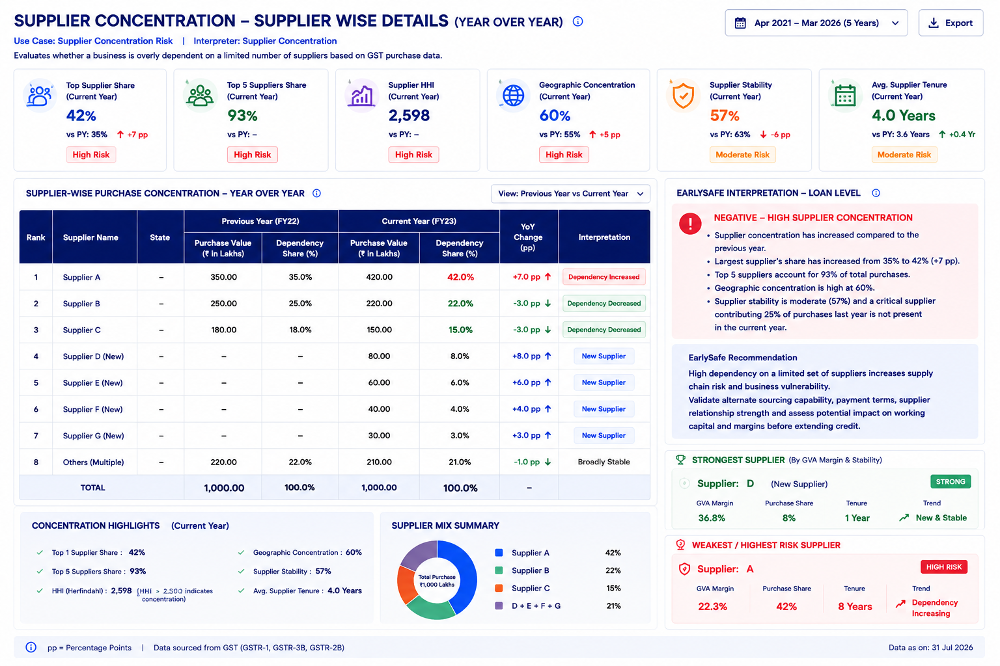 SUPPLIER CONCENTRATION – SUPPLIER WISE DETAILS (YEAR OVER YEAR)
Apr 2021 – Mar 2026 (5 Years)
Export
Use Case: Supplier Concentration Risk | Interpreter: Supplier Concentration
Evaluates whether a business is overly dependent on a limited number of suppliers based on GST purchase data.
Top Supplier Share
(Current Year)
42%
vs PY: 35% ↑ +7 pp
High Risk
Top 5 Suppliers Share
(Current Year)
93%
vs PY: –
High Risk
Supplier HHI
(Current Year)
2,598
vs PY: –
High Risk
Geographic Concentration
(Current Year)
60%
vs PY: 55% ↑ +5 pp
High Risk
Supplier Stability
(Current Year)
57%
vs PY: 63% ↓ -6 pp
Moderate Risk
Avg. Supplier Tenure
(Current Year)
4.0 Years
vs PY: 3.6 Years ↑ +0.4 Yr
Moderate Risk
SUPPLIER-WISE PURCHASE CONCENTRATION – YEAR OVER YEAR
View: Previous Year vs Current Year
Rank Supplier Name State Previous Year (FY22) Current Year (FY23) YoY Change (pp) Interpretation
Purchase Value (₹ in Lakhs) Dependency Share (%) Purchase Value (₹ in Lakhs) Dependency Share (%)
1 Supplier A – 350.00 35.0% 420.00 42.0% +7.0 pp ↑ Dependency Increased
2 Supplier B – 250.00 25.0% 220.00 22.0% -3.0 pp ↓ Dependency Decreased
3 Supplier C – 180.00 18.0% 150.00 15.0% -3.0 pp ↓ Dependency Decreased
4 Supplier D (New) – – – 80.00 8.0% +8.0 pp ↑ New Supplier
5 Supplier E (New) – – – 60.00 6.0% +6.0 pp ↑ New Supplier
6 Supplier F (New) – – – 40.00 4.0% +4.0 pp ↑ New Supplier
7 Supplier G (New) – – – 30.00 3.0% +3.0 pp ↑ New Supplier
8 Others (Multiple) – 220.00 22.0% 210.00 21.0% -1.0 pp ↓ Broadly Stable
TOTAL 1,000.00 100.0% 1,000.00 100.0% –
EARLYSAFE INTERPRETATION – LOAN LEVEL
NEGATIVE – HIGH SUPPLIER CONCENTRATION
• Supplier concentration has increased compared to the
previous year.
• Largest supplier's share has increased from 35% to 42% (+7 pp).
• Top 5 suppliers account for 93% of total purchases.
• Geographic concentration is high at 60%.
• Supplier stability is moderate (57%) and a critical supplier
contributing 25% of purchases last year is not present
in the current year.
EarlySafe Recommendation
High dependency on a limited set of suppliers increases supply
chain risk and business vulnerability.
Validate alternate sourcing capability, payment terms, supplier
relationship strength and assess potential impact on working
capital and margins before extending credit.
STRONGEST SUPPLIER (By GVA Margin & Stability)
Supplier: D (New Supplier)
STRONG
GVA Margin Purchase Share Tenure Trend
36.8% 8% 1 Year New & Stable
WEAKEST / HIGHEST RISK SUPPLIER
Supplier: A
HIGH RISK
GVA Margin Purchase Share Tenure Trend
22.3% 42% 8 Years Dependency
Increasing
CONCENTRATION HIGHLIGHTS (Current Year)
✓ Top 1 Supplier Share : 42%
✓ Top 5 Suppliers Share : 93%
✓ HHI (Herfindahl) : 2,598 (HHI > 2,500 indicates
concentration)
✓ Geographic Concentration : 60%
✓ Supplier Stability : 57%
✓ Avg. Supplier Tenure : 4.0 Years
SUPPLIER MIX SUMMARY
Total Purchase
₹1,000 Lakhs
Supplier A 42%
Supplier B 22%
Supplier C 15%
D + E + F + G 21%
pp = Percentage Points | Data sourced from GST (GSTR-1, GSTR-3B, GSTR-2B)
Data as on: 31 Jul 2026